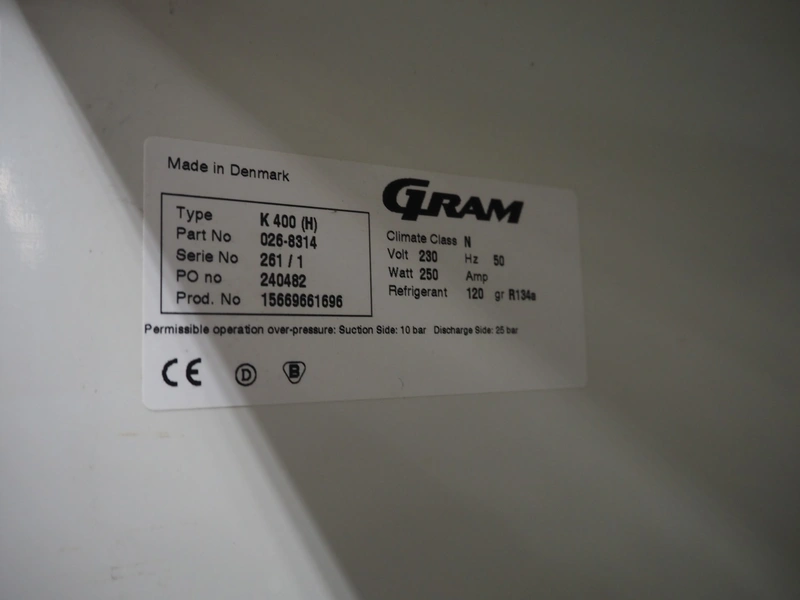 Made in Denmark
GRAM
Type K 400 (H)
Part No 026-8314
Serie No 261 / 1
PO no 240482
Prod. No 15669661696
Climate Class N
Volt 230 Hz 50
Watt 250 Amp
Refrigerant 120 gr R134a
Permissible operation over-pressure: Suction Side: 10 bar Discharge Side: 25 bar
CE D B